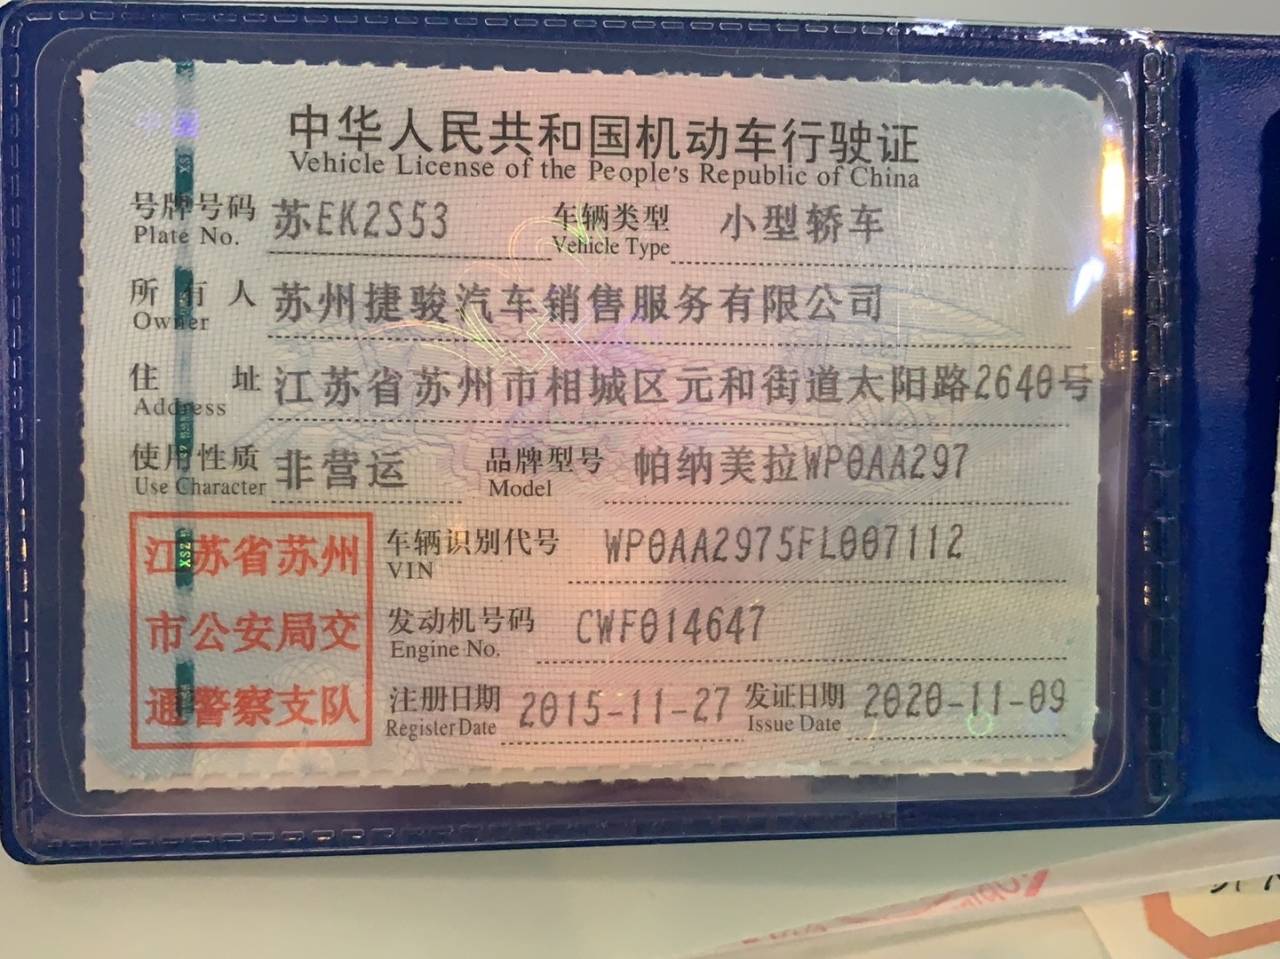 中华人民共和国机动车行驶证
Vehicle License of the People's Republic of China
号牌号码 苏EK2S53 车辆类型 小型轿车
Plate No. Vehicle Type
所有人 苏州捷骏汽车销售服务有限公司
Owner
住址 江苏省苏州市相城区元和街道太阳路2640号
Address
使用性质 非营运 品牌型号 帕纳美拉WP0AA297
Use Character Model
江苏省苏州
市公安局交
通警察支队
车辆识别代号 WP0AA2975FL007112
VIN
发动机号码 CWF014647
Engine No.
注册日期 2015-11-27 发证日期 2020-11-09
Register Date Issue Date